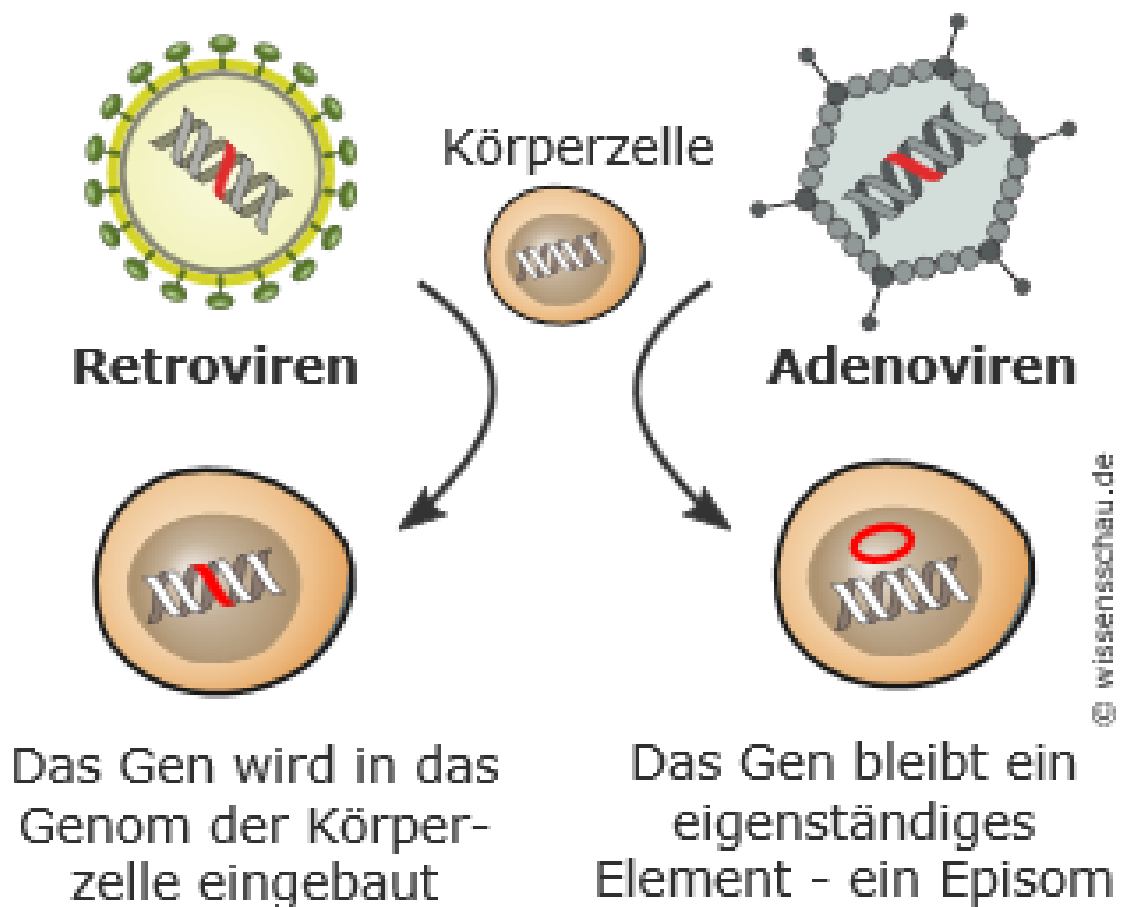 Körperzelle
Retroviren
Adenoviren
Das Gen wird in das
Genom der Körper-
zelle eingebaut
Das Gen bleibt ein
eigenständiges
Element - ein Episom
© wissensschau.de